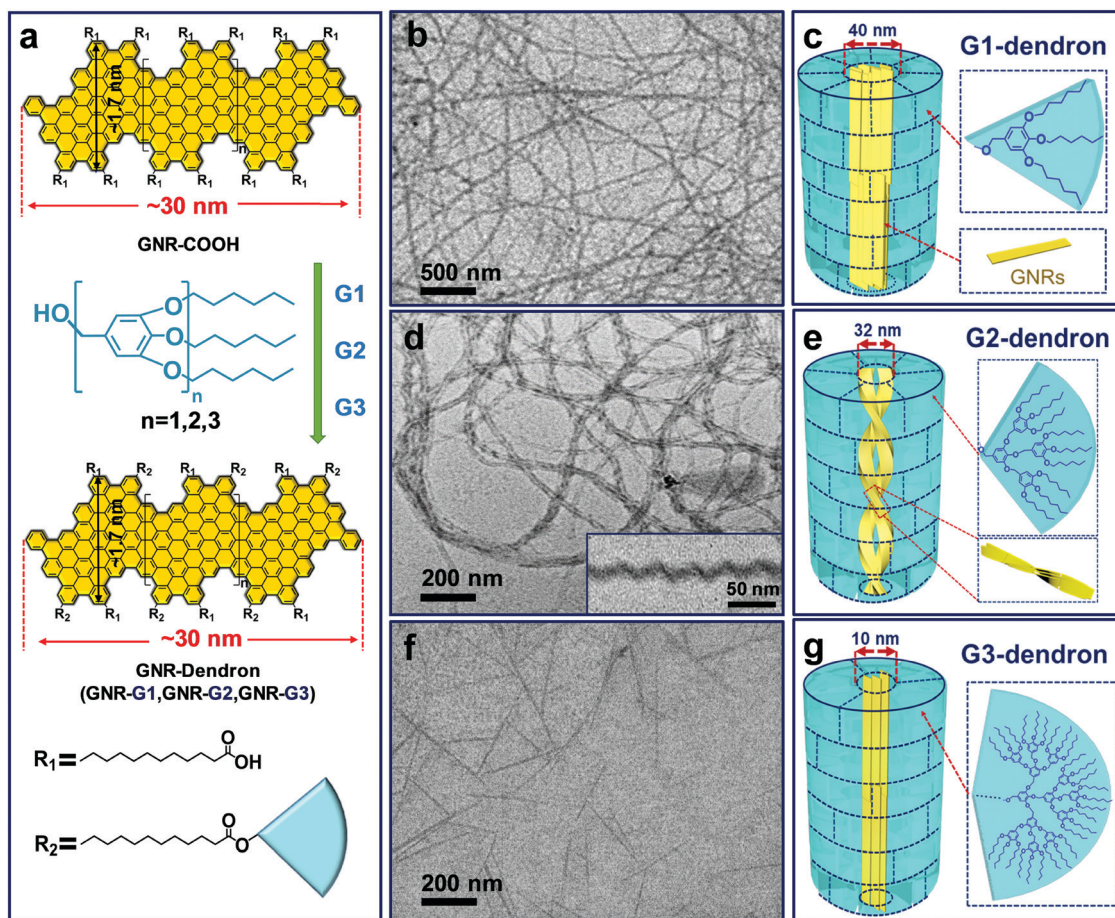 a
R1 R1 R1 R1 R1 R1
~1.7 nm
n
R1 R1 R1 R1 R1 R1
~30 nm
GNR-COOH
HO
O
O
O
n
n=1,2,3
G1
G2
G3
R1 R2 R1 R2 R1 R2
~1.7 nm
n
R2 R1 R2 R1 R2 R1
~30 nm
GNR-Dendron
(GNR-G1,GNR-G2,GNR-G3)
R1=
O
OH
R2=
O
O
b
500 nm
c
40 nm
G1-dendron
O
O
O
O
GNRs
d
200 nm
50 nm
e
32 nm
G2-dendron
f
200 nm
g
10 nm
G3-dendron